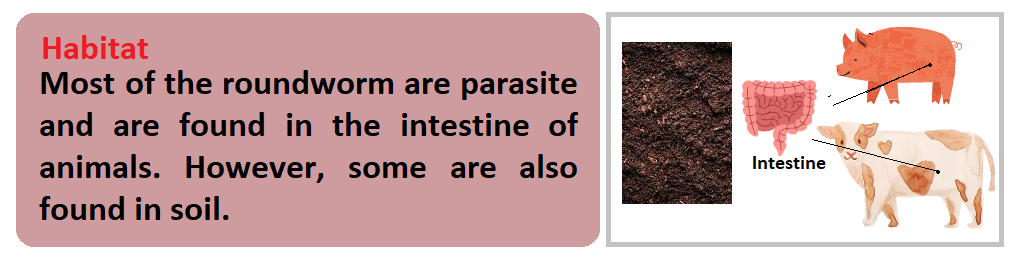 Habitat
Most of the roundworm are parasite
and are found in the intestine of
animals. However, some are also
found in soil.
Intestine